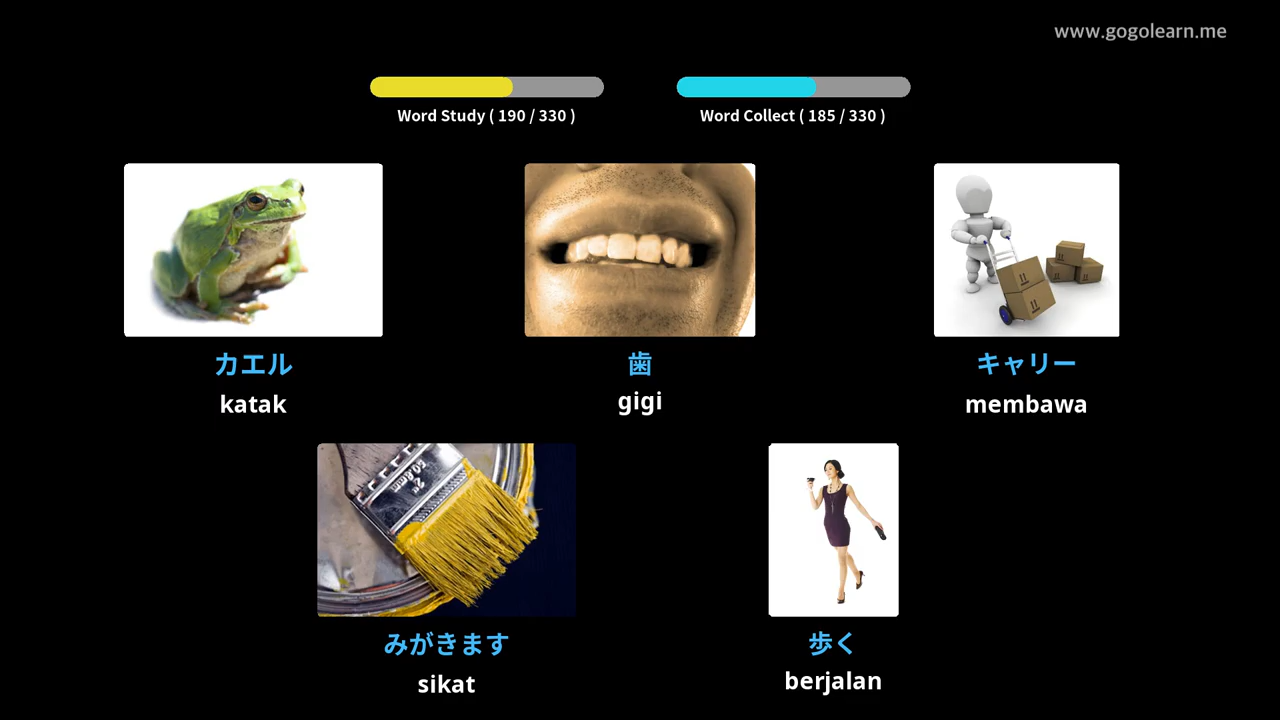 www.gogolearn.me
Word Study ( 190 / 330 )
Word Collect ( 185 / 330 )
カエル
katak
歯
gigi
キャリー
membawa
みがきます
sikat
歩く
berjalan